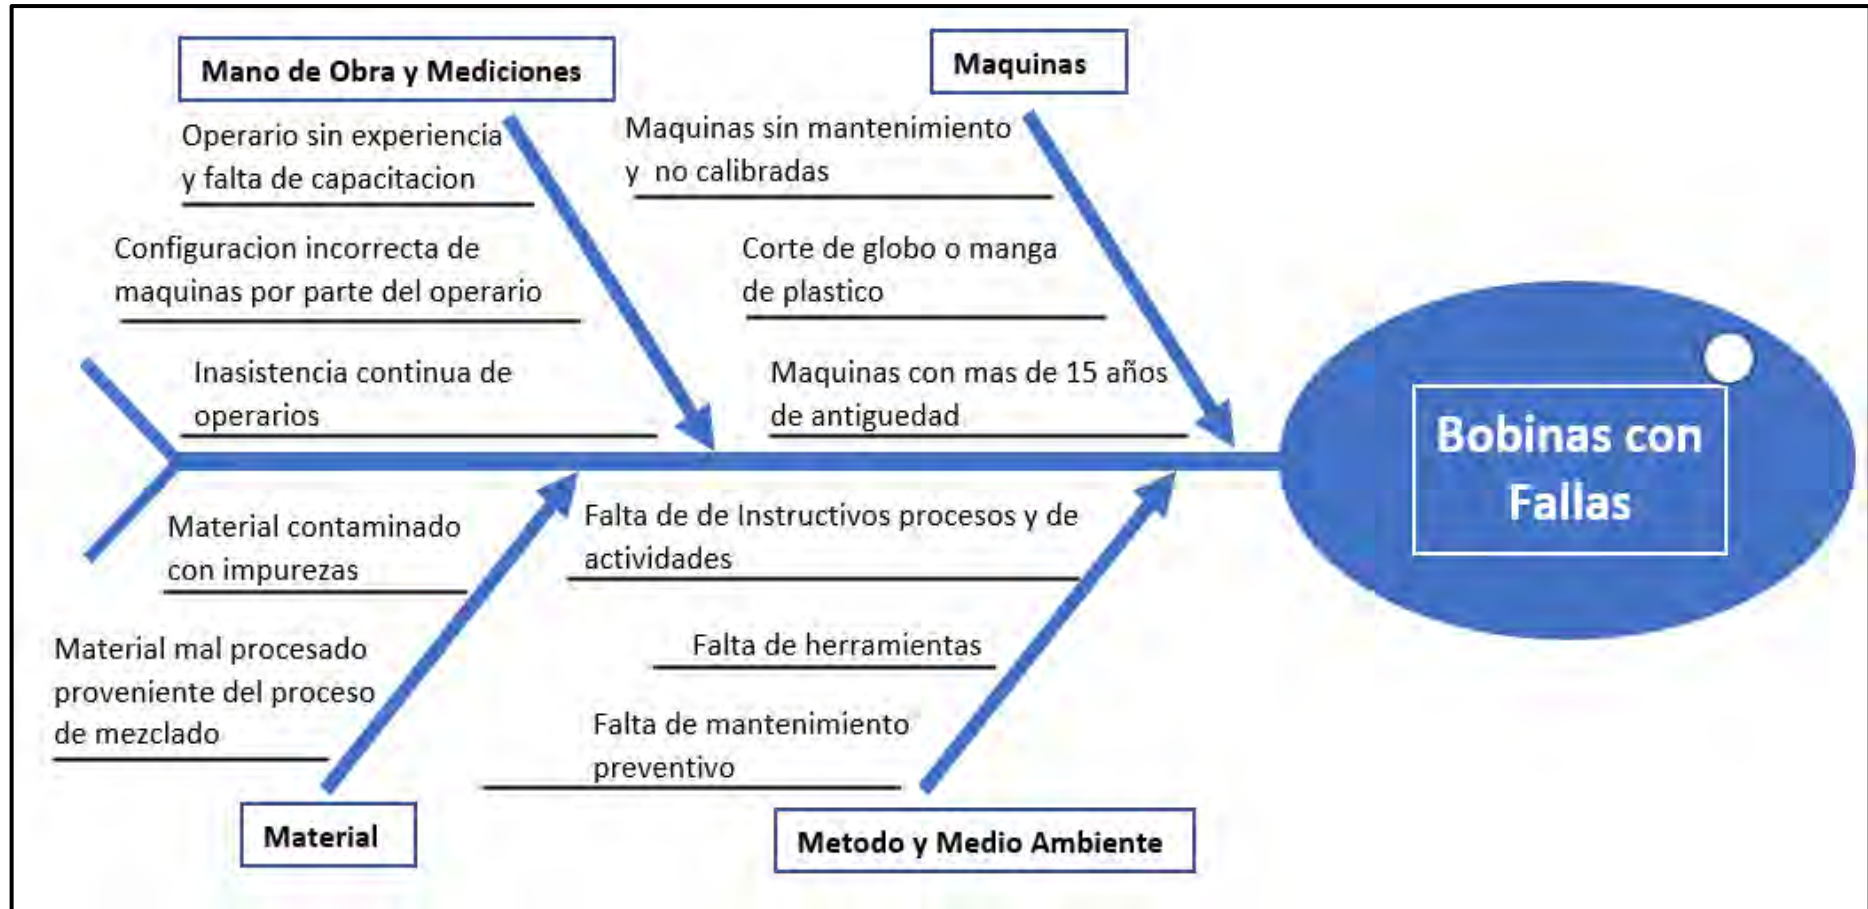 Mano de Obra y Mediciones
Operario sin experiencia
y falta de capacitacion
Configuracion incorrecta de
maquinas por parte del operario
Inasistencia continua de
operarios
Maquinas
Maquinas sin mantenimiento
y no calibradas
Corte de globo o manga
de plastico
Maquinas con mas de 15 años
de antiguedad
Bobinas con
Fallas
Material contaminado
con impurezas
Material mal procesado
proveniente del proceso
de mezclado
Material
Falta de de Instructivos procesos y de
actividades
Falta de herramientas
Falta de mantenimiento
preventivo
Metodo y Medio Ambiente